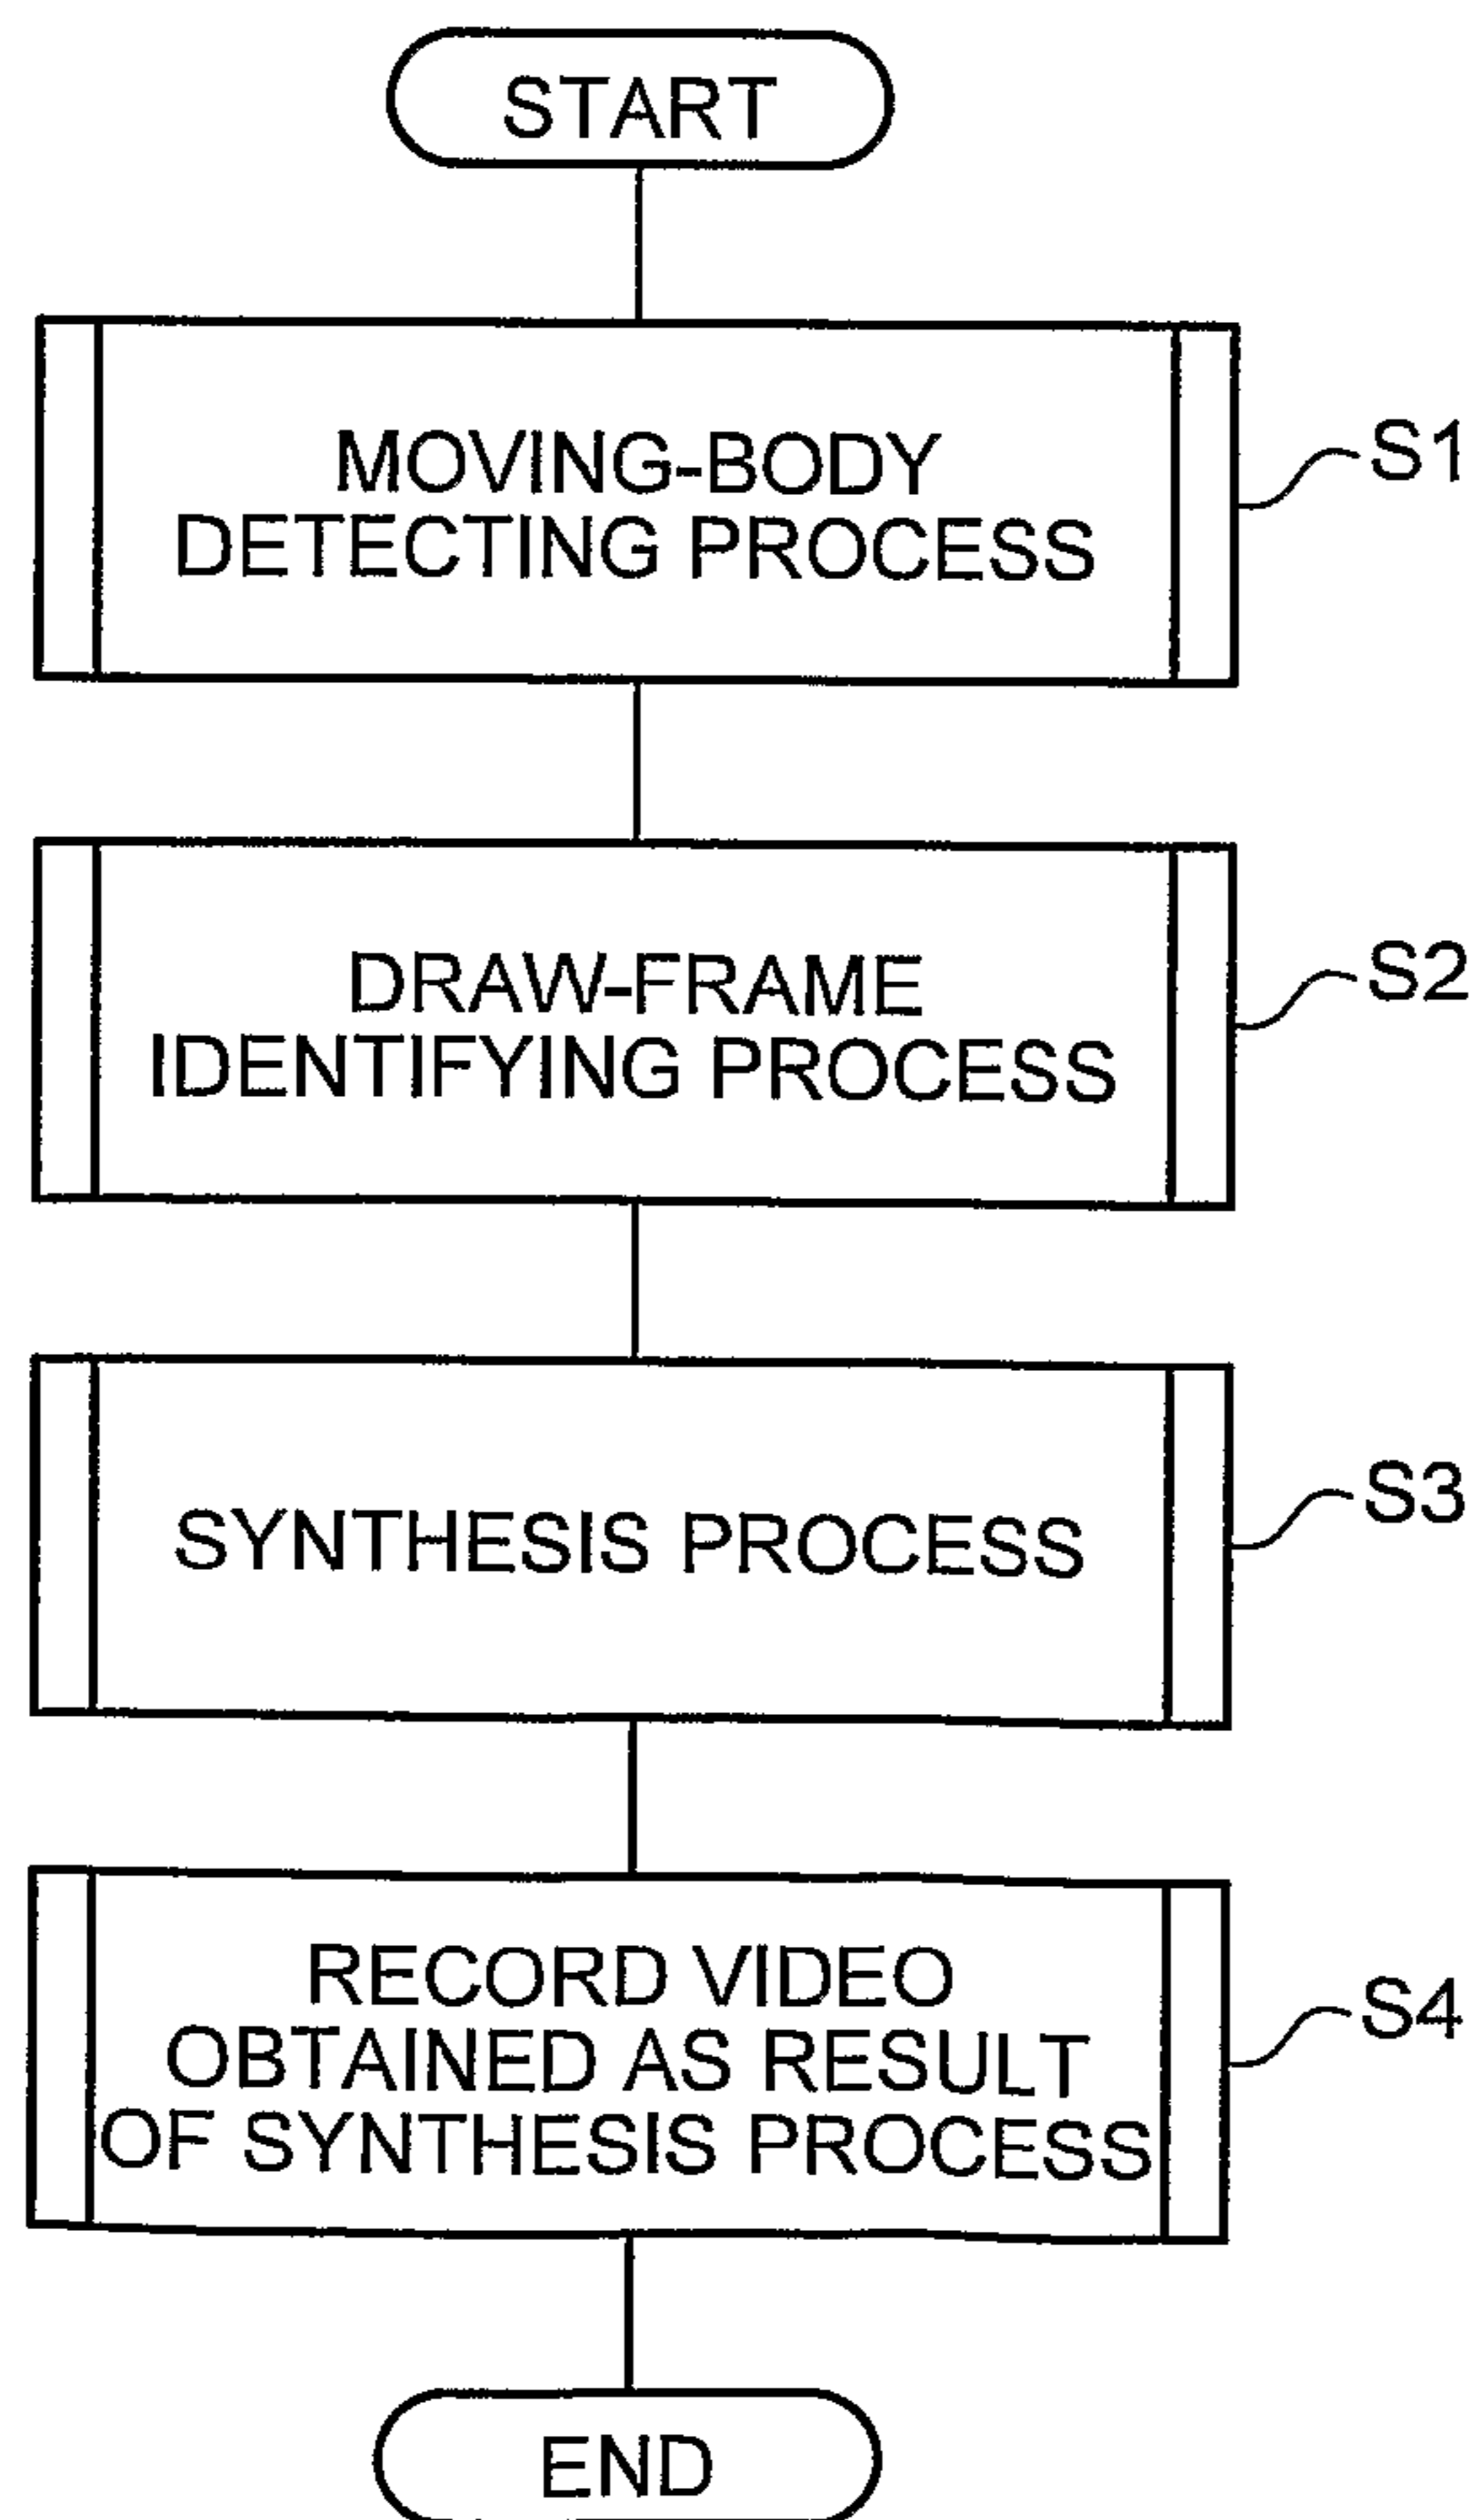 START
MOVING-BODY
DETECTING PROCESS
S1
DRAW-FRAME
IDENTIFYING PROCESS
S2
SYNTHESIS PROCESS
S3
RECORD VIDEO
OBTAINED AS RESULT
OF SYNTHESIS PROCESS
S4
END